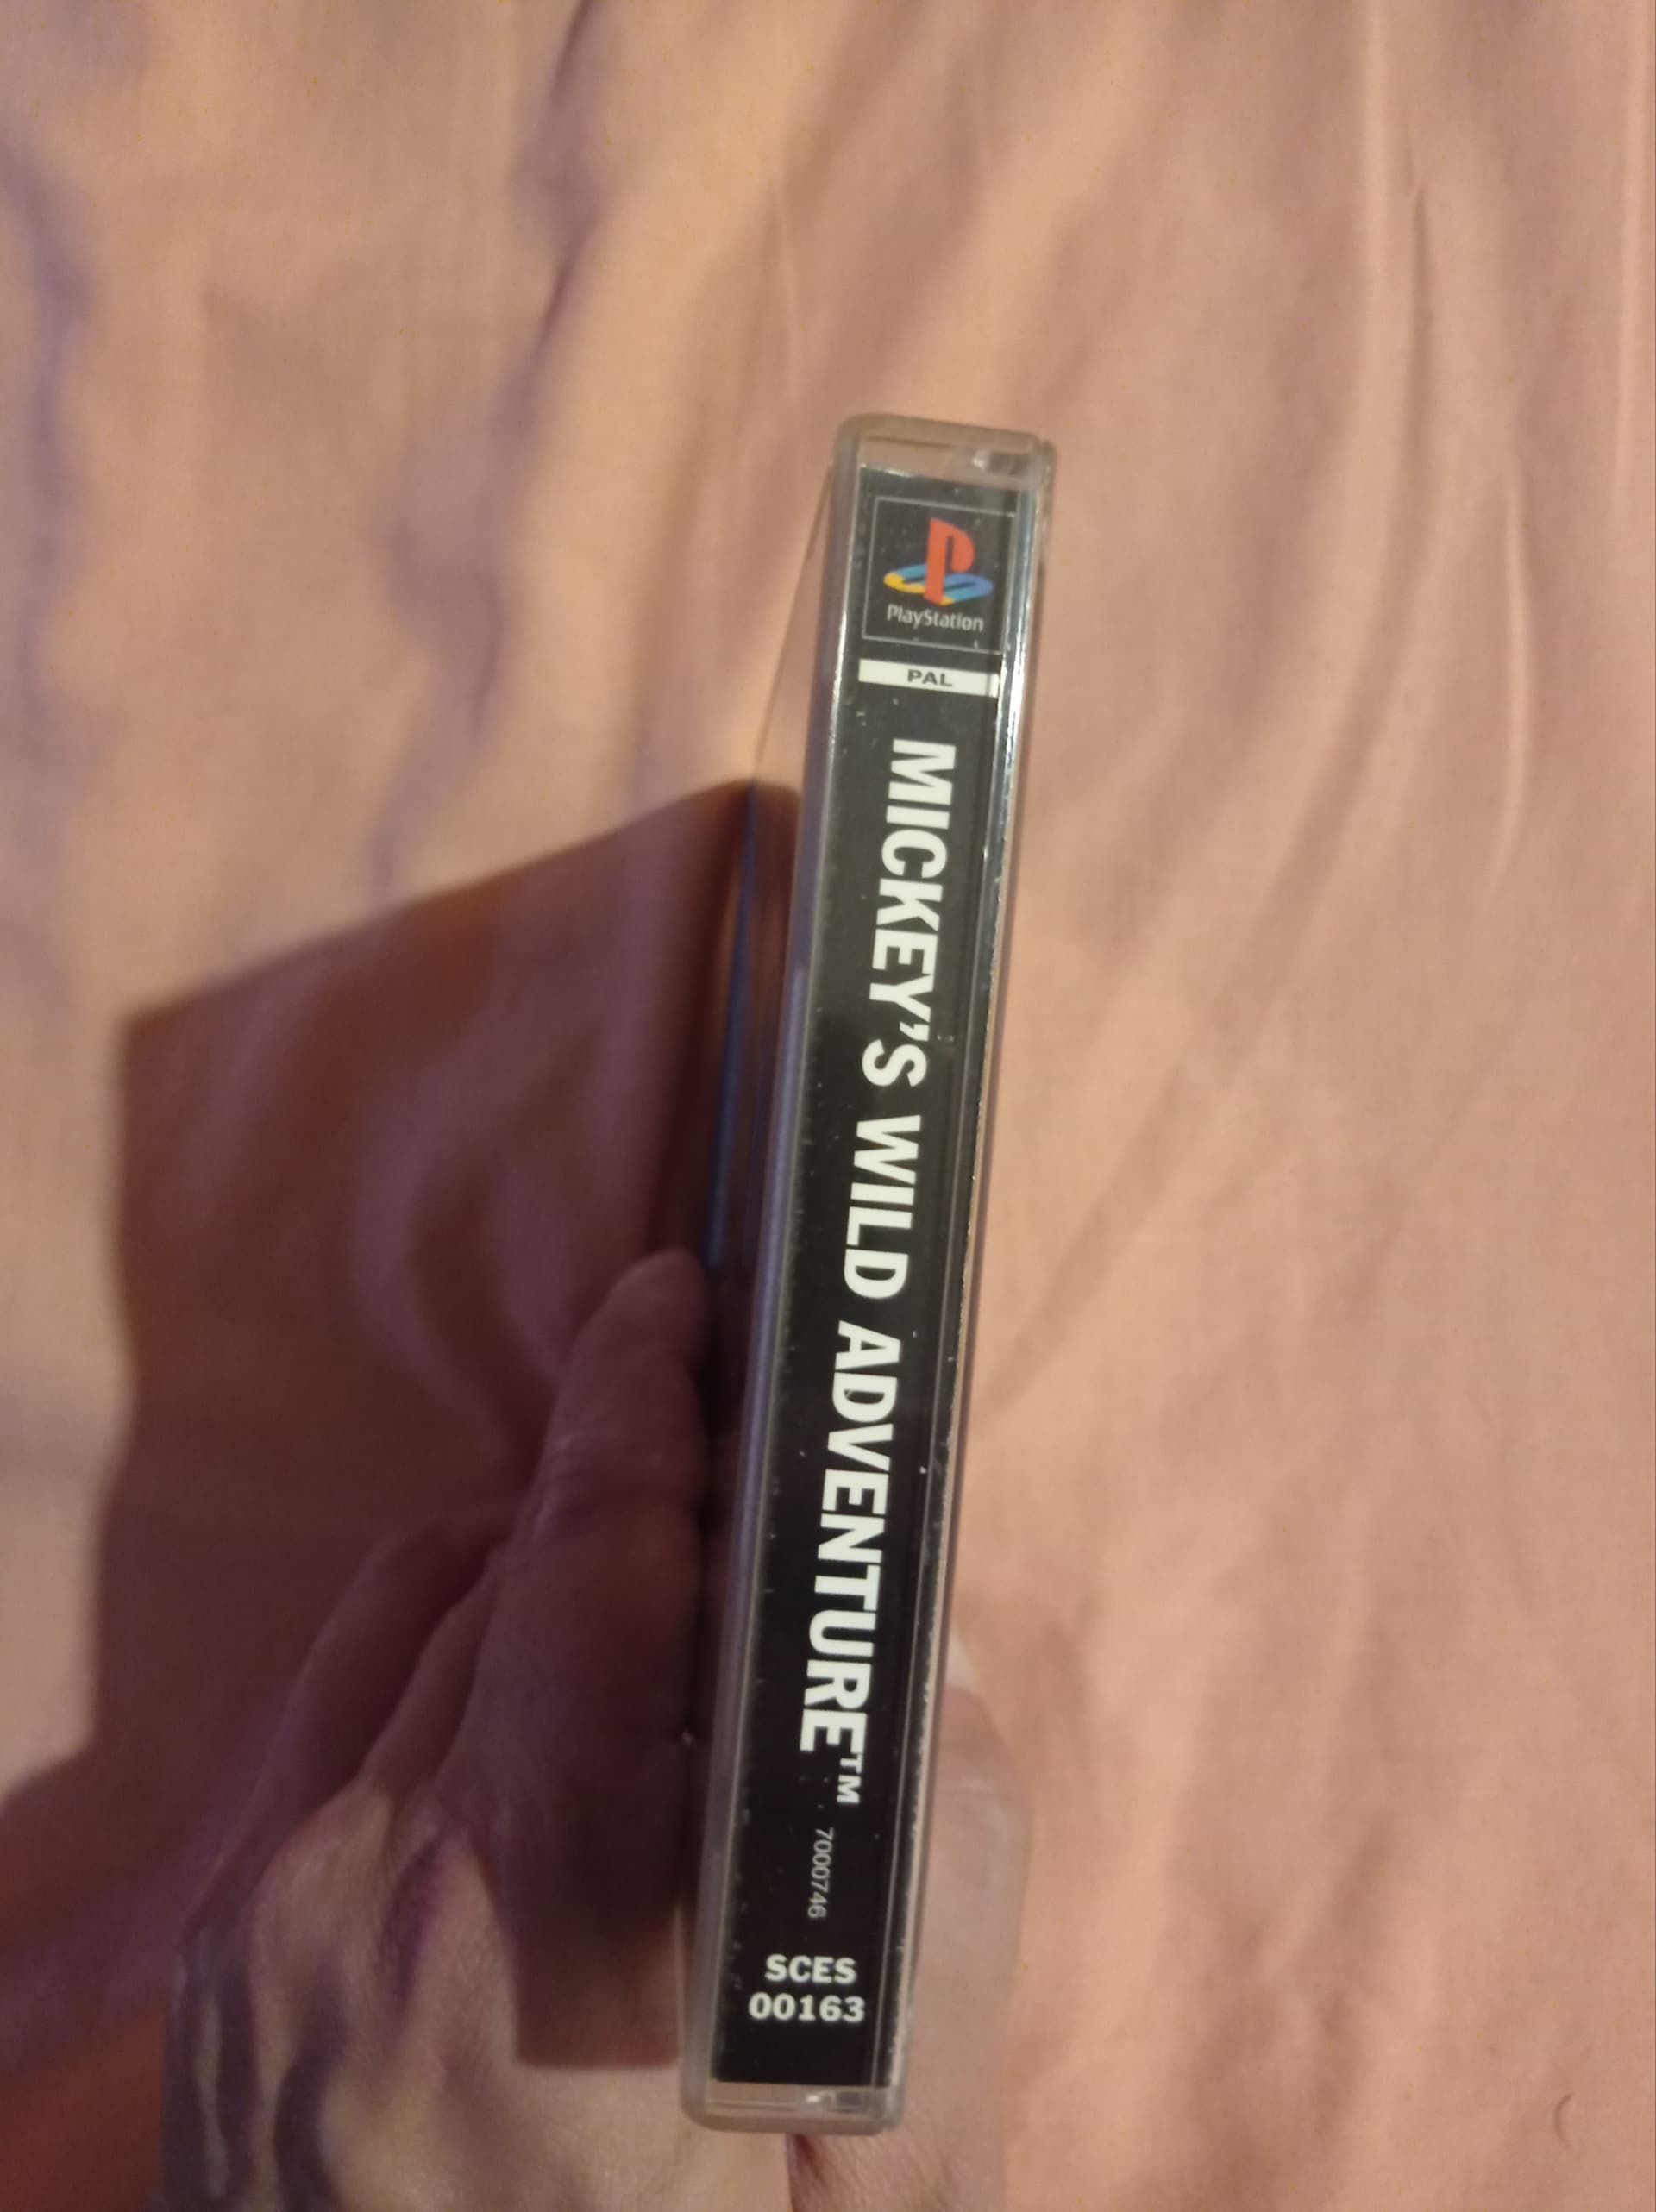 PlayStation
PAL
MICKEY'S WILD ADVENTURE™
7000746
SCES
00163